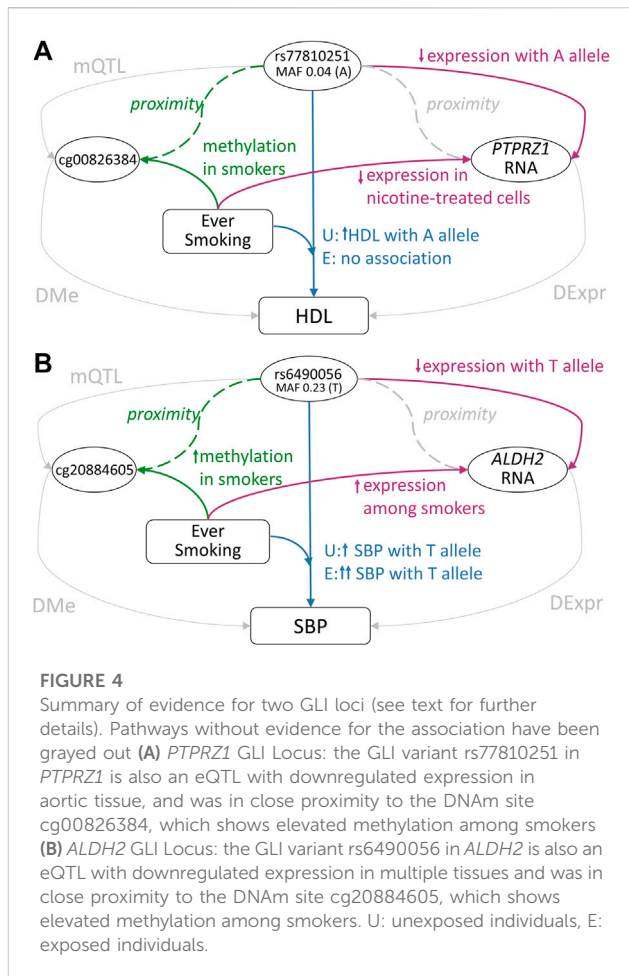 A
rs77810251
MAF 0.04 (A)
↓expression with A allele
mQTL
proximity
proximity
cg00826384
methylation
in smokers
PTPRZ1
RNA
↓expression in
nicotine-treated cells
Ever
Smoking
U:↑HDL with A allele
E: no association
DMe
DExpr
HDL
B
rs6490056
MAF 0.23 (T)
↓expression with T allele
mQTL
proximity
proximity
cg20884605
↑methylation
in smokers
ALDH2
RNA
↑expression
among smokers
Ever
Smoking
U:↑ SBP with T allele
E:↑↑ SBP with T allele
DMe
DExpr
SBP
FIGURE 4
Summary of evidence for two GLI loci (see text for further
details). Pathways without evidence for the association have been
grayed out (A) PTPRZ1 GLI Locus: the GLI variant rs77810251 in
PTPRZ1 is also an eQTL with downregulated expression in
aortic tissue, and was in close proximity to the DNAm site
cg00826384, which shows elevated methylation among smokers
(B) ALDH2 GLI Locus: the GLI variant rs6490056 in ALDH2 is also an
eQTL with downregulated expression in multiple tissues and was in
close proximity to the DNAm site cg20884605, which shows
elevated methylation among smokers. U: unexposed individuals, E:
exposed individuals.